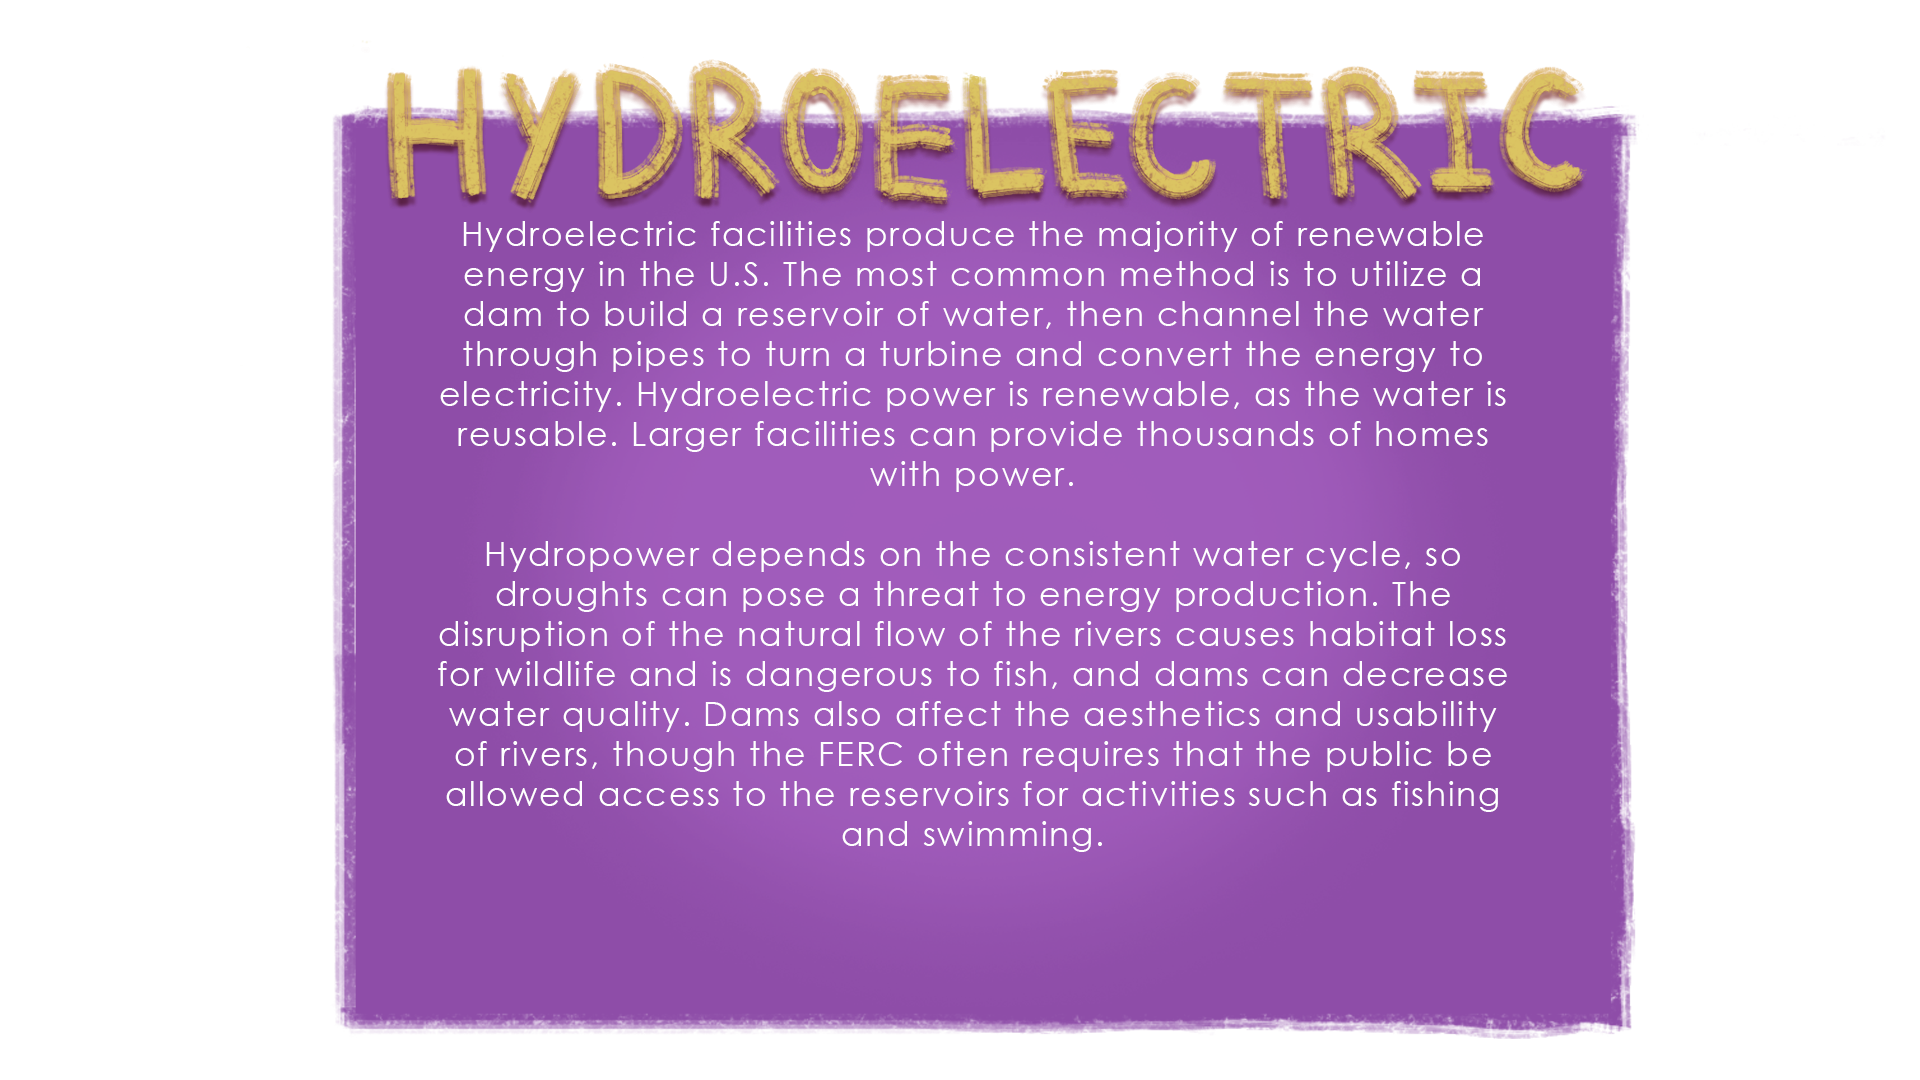 HYDROELECTRIC
Hydroelectric facilities produce the majority of renewable
energy in the U.S. The most common method is to utilize a
dam to build a reservoir of water, then channel the water
through pipes to turn a turbine and convert the energy to
electricity. Hydroelectric power is renewable, as the water is
reusable. Larger facilities can provide thousands of homes
with power.
Hydropower depends on the consistent water cycle, so
droughts can pose a threat to energy production. The
disruption of the natural flow of the rivers causes habitat loss
for wildlife and is dangerous to fish, and dams can decrease
water quality. Dams also affect the aesthetics and usability
of rivers, though the FERC often requires that the public be
allowed access to the reservoirs for activities such as fishing
and swimming.